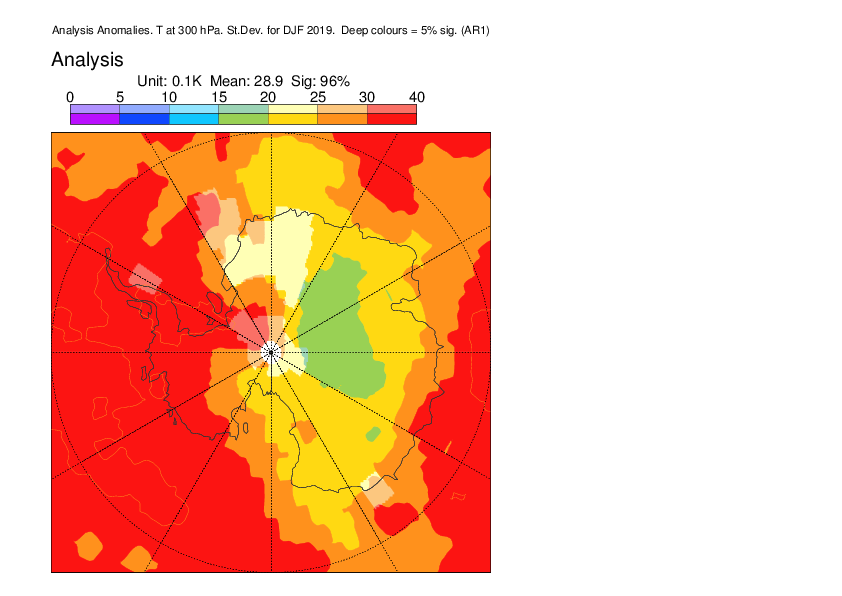 Analysis Anomalies. T at 300 hPa. St.Dev. for DJF 2019.  Deep colours = 5% sig. (AR1)
Analysis
Unit: 0.1K  Mean: 28.9  Sig: 96%
0 5 10 15 20 25 30 40